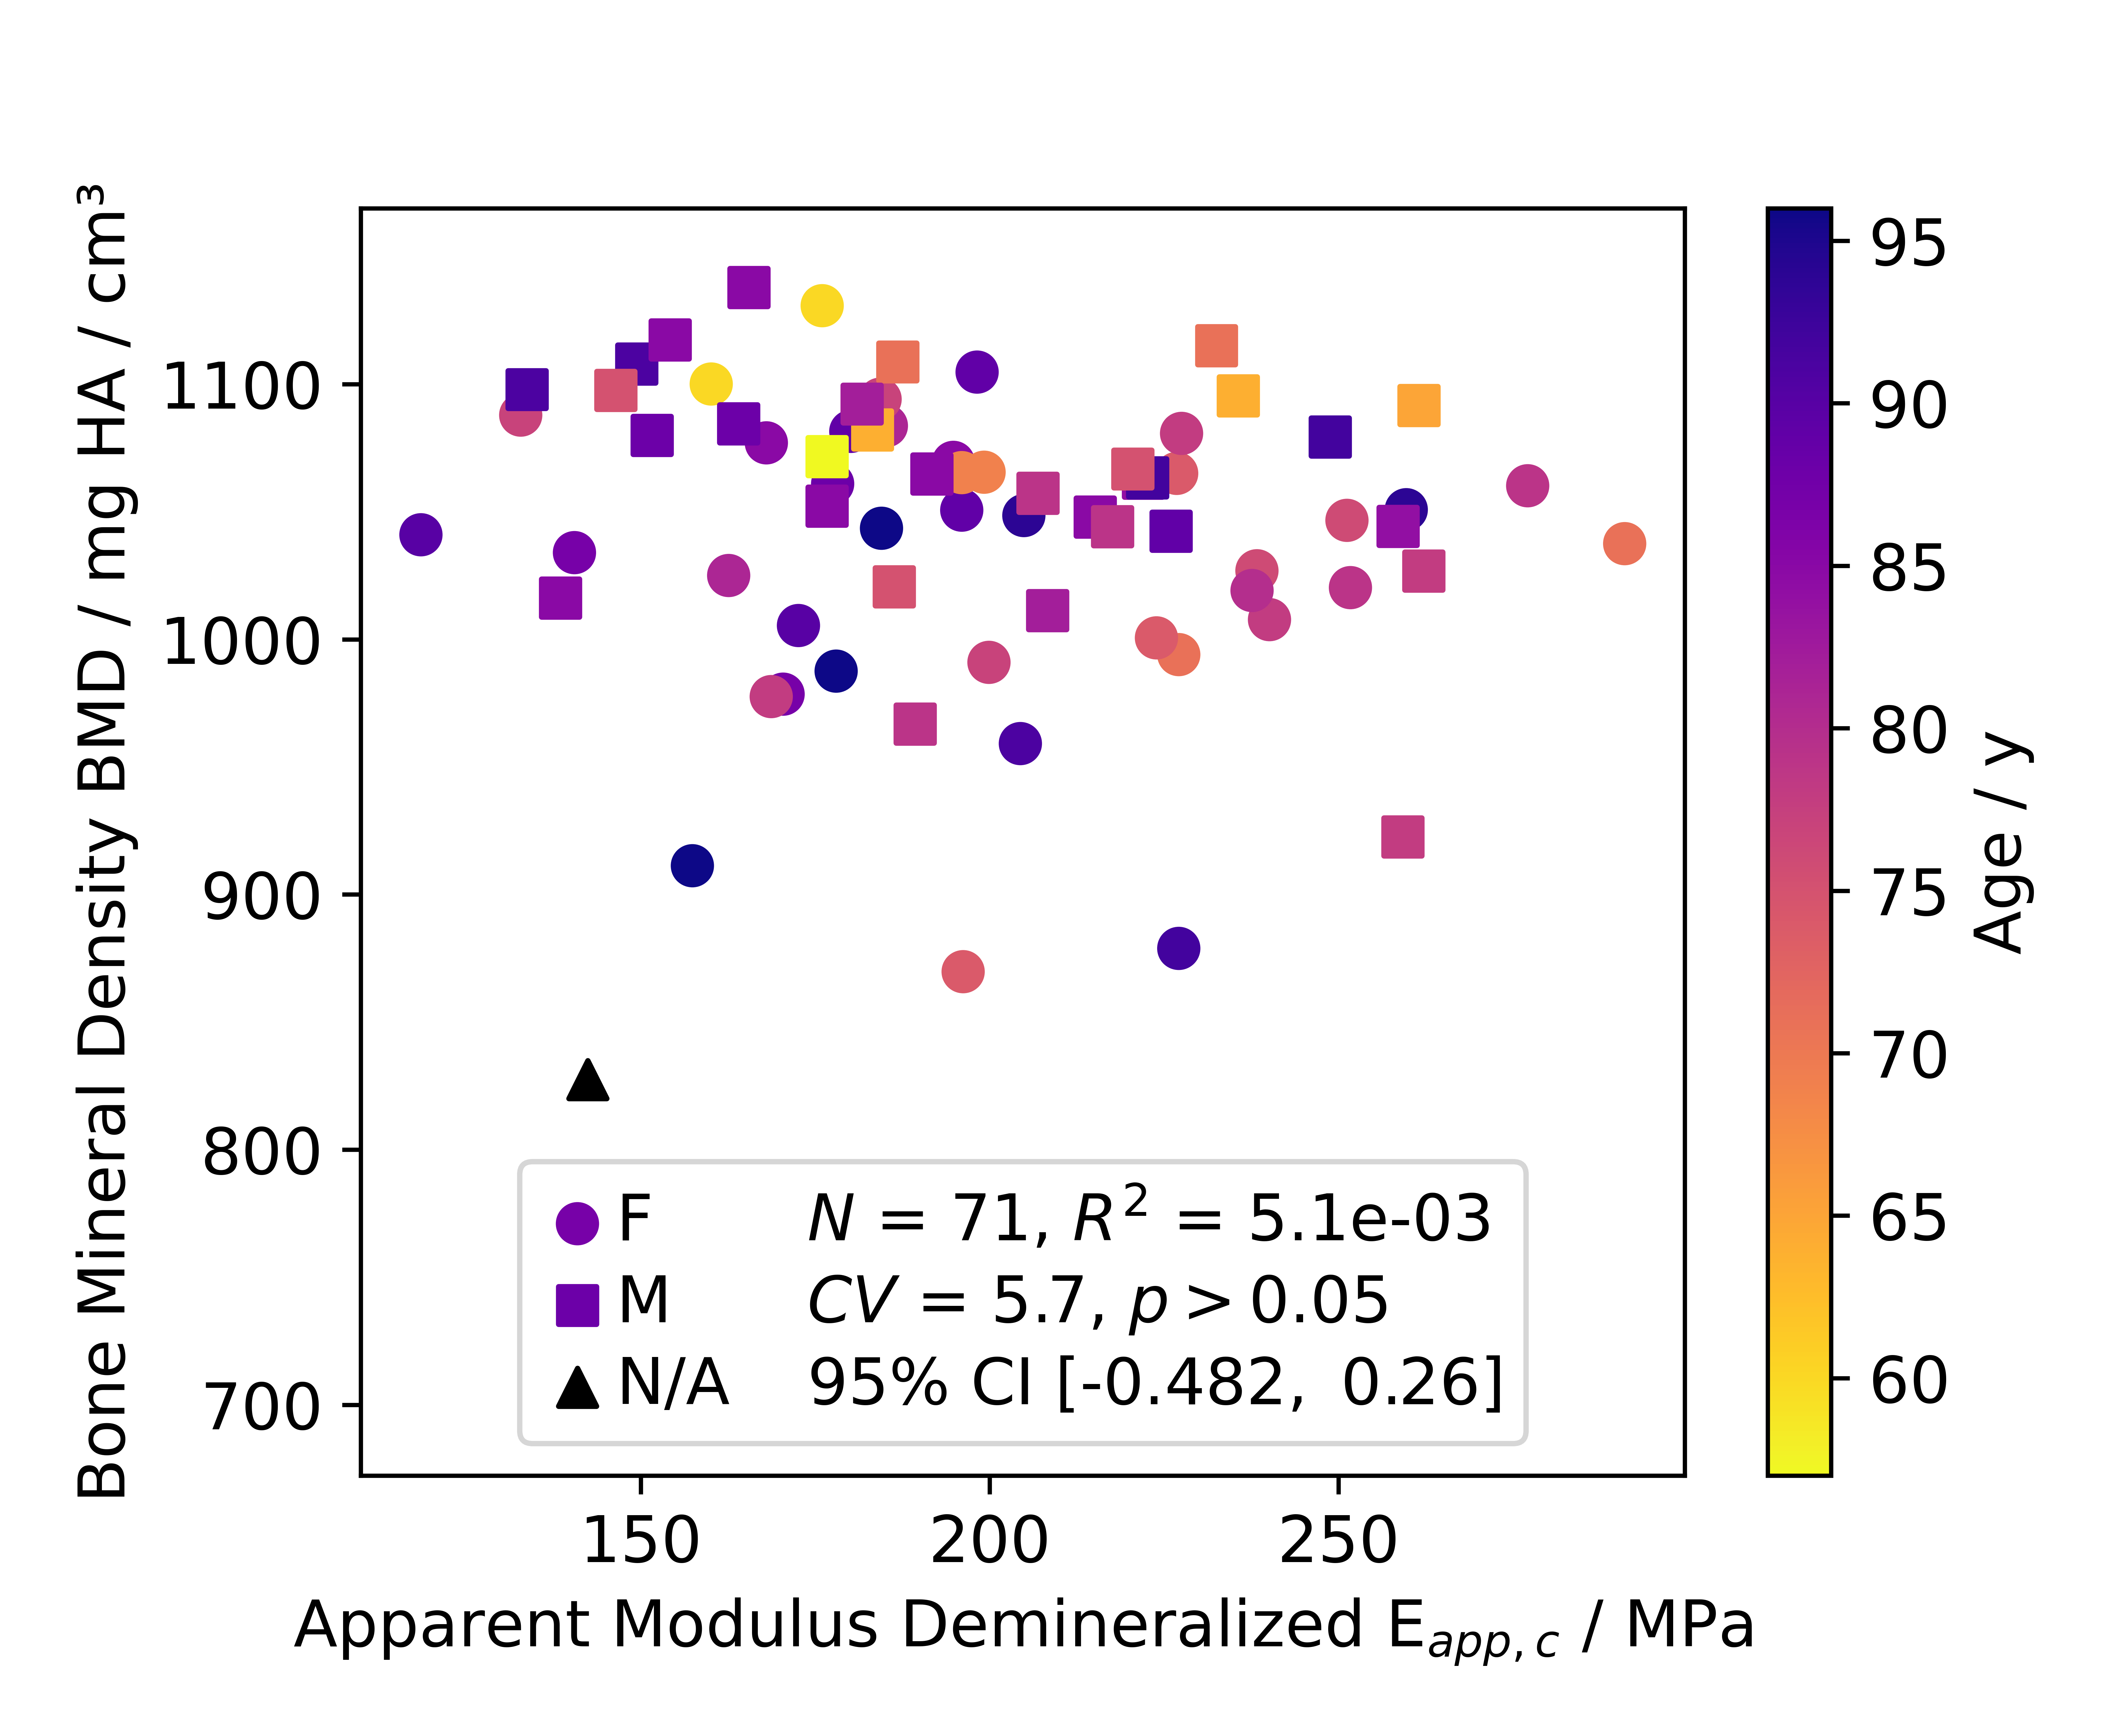 Bone Mineral Density BMD / mg HA / cm³
1100
1000
900
800
700
F
M
N/A
N = 71, R² = 5.1e-03
CV = 5.7, p > 0.05
95% CI [-0.482, 0.26]
150
200
250
Apparent Modulus Demineralized E_app,c / MPa
95
90
85
80
75
70
65
60
Age / y